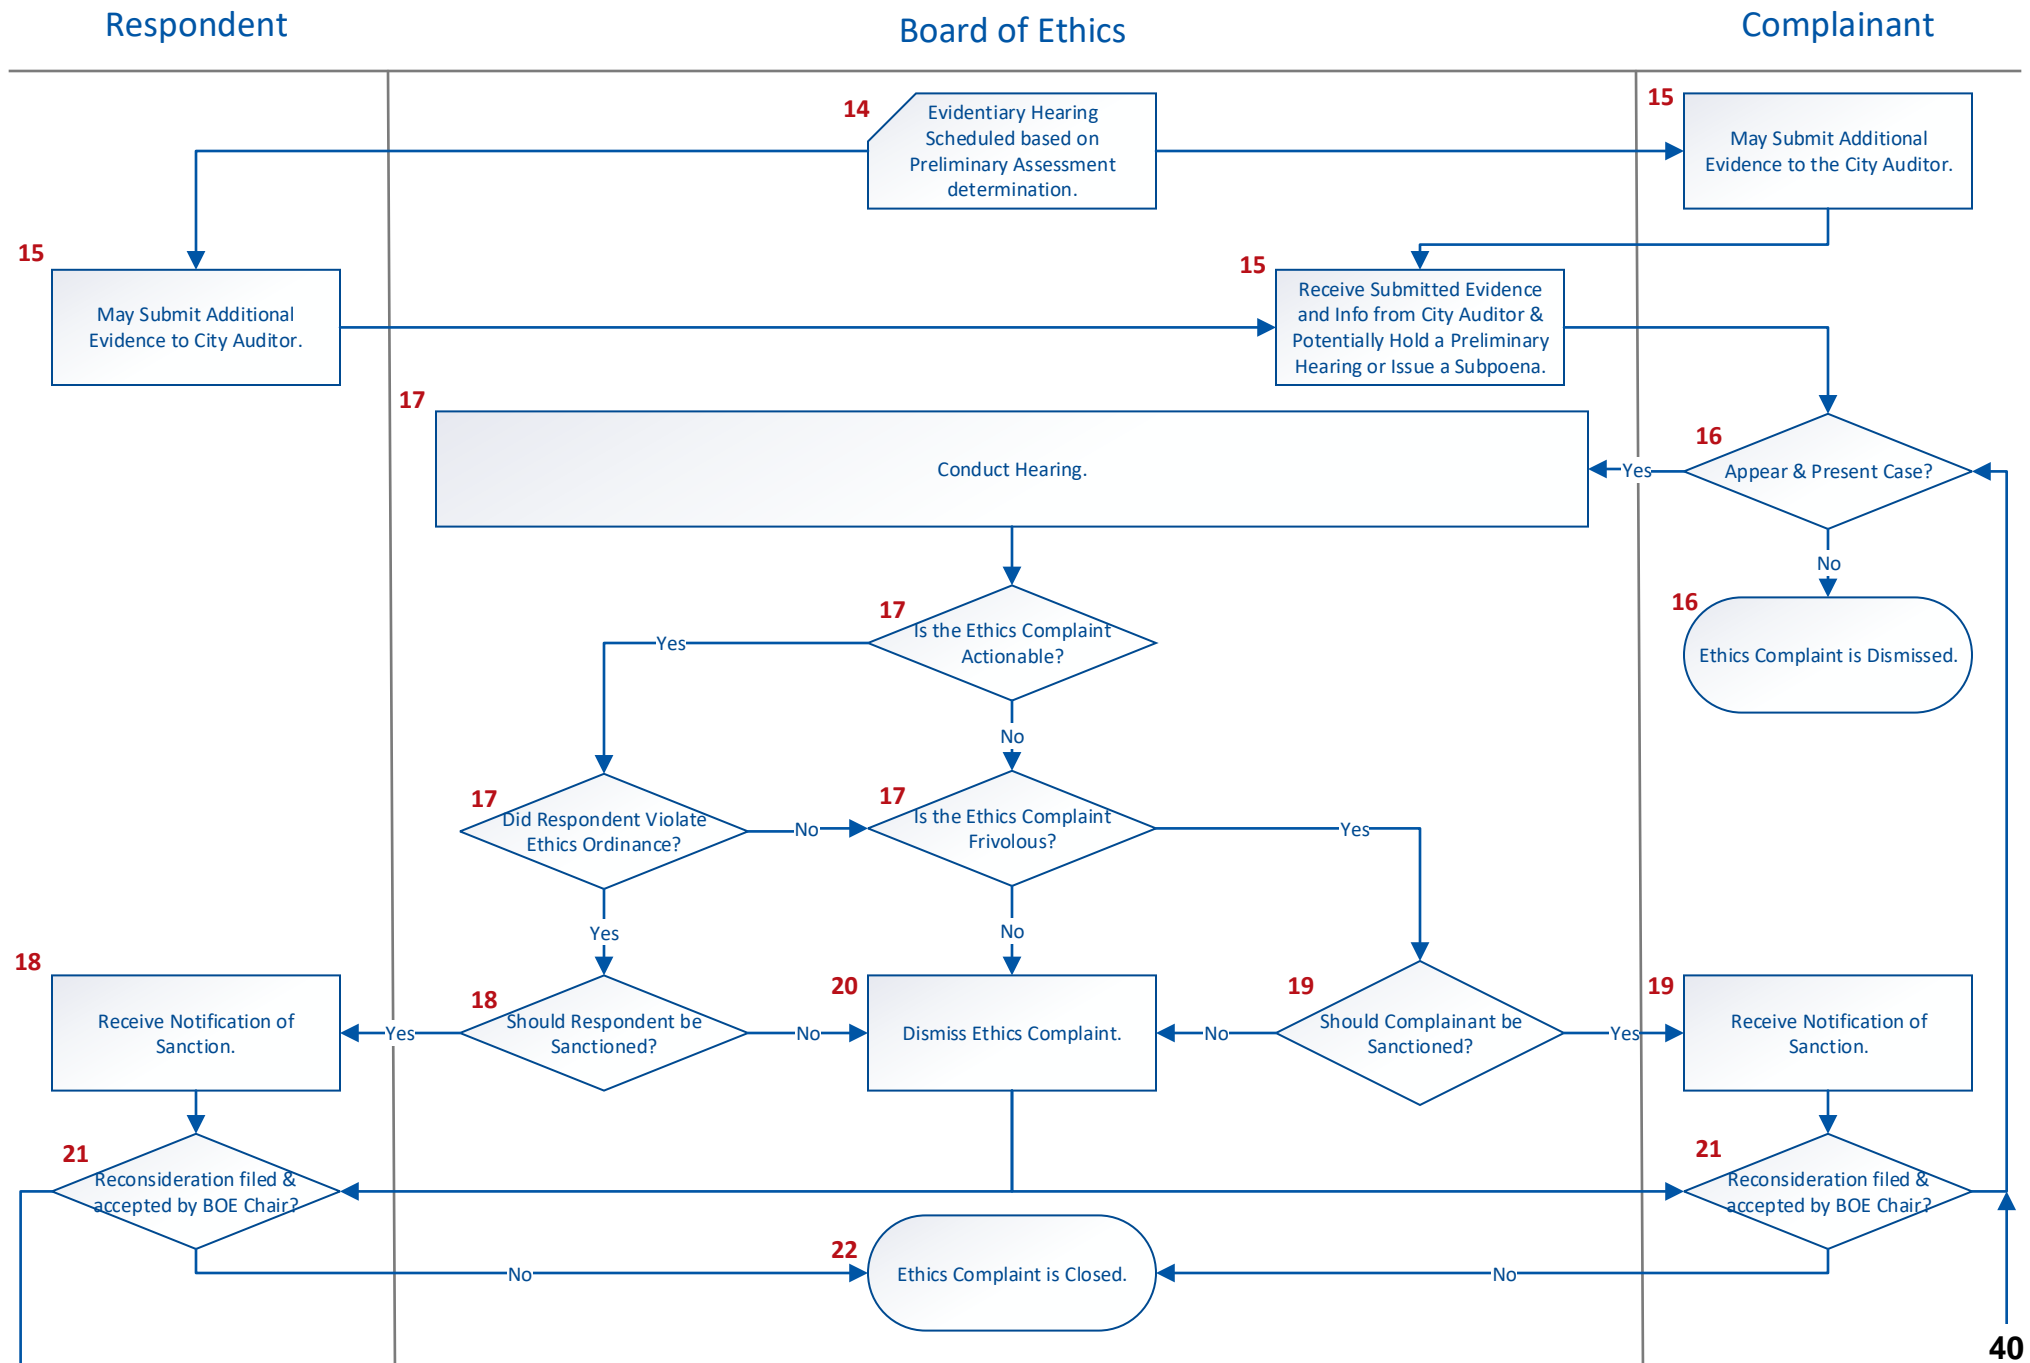 Respondent
Board of Ethics
Complainant
14
Evidentiary Hearing
Scheduled based on
Preliminary Assessment
determination.
15
May Submit Additional
Evidence to the City Auditor.
15
May Submit Additional
Evidence to City Auditor.
15
Receive Submitted Evidence
and Info from City Auditor &
Potentially Hold a Preliminary
Hearing or Issue a Subpoena.
17
Conduct Hearing.
Yes
16
Appear & Present Case?
No
16
Ethics Complaint is Dismissed.
17
Is the Ethics Complaint
Actionable?
Yes
No
17
Did Respondent Violate
Ethics Ordinance?
No
17
Is the Ethics Complaint
Frivolous?
Yes
Yes
No
18
Receive Notification of
Sanction.
Yes
18
Should Respondent be
Sanctioned?
No
20
Dismiss Ethics Complaint.
No
19
Should Complainant be
Sanctioned?
Yes
19
Receive Notification of
Sanction.
21
Reconsideration filed &
accepted by BOE Chair?
21
Reconsideration filed &
accepted by BOE Chair?
No
22
Ethics Complaint is Closed.
No
40